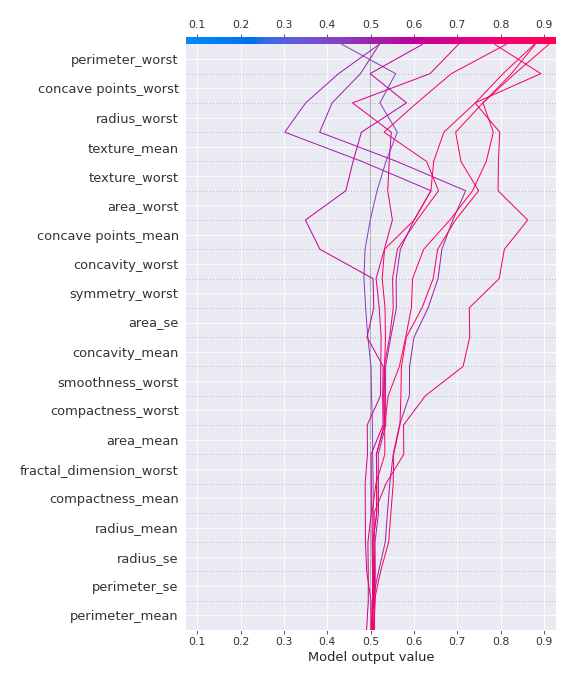 0.1 0.2 0.3 0.4 0.5 0.6 0.7 0.8 0.9
perimeter_worst
concave points_worst
radius_worst
texture_mean
texture_worst
area_worst
concave points_mean
concavity_worst
symmetry_worst
area_se
concavity_mean
smoothness_worst
compactness_worst
area_mean
fractal_dimension_worst
compactness_mean
radius_mean
radius_se
perimeter_se
perimeter_mean
0.1 0.2 0.3 0.4 0.5 0.6 0.7 0.8 0.9
Model output value